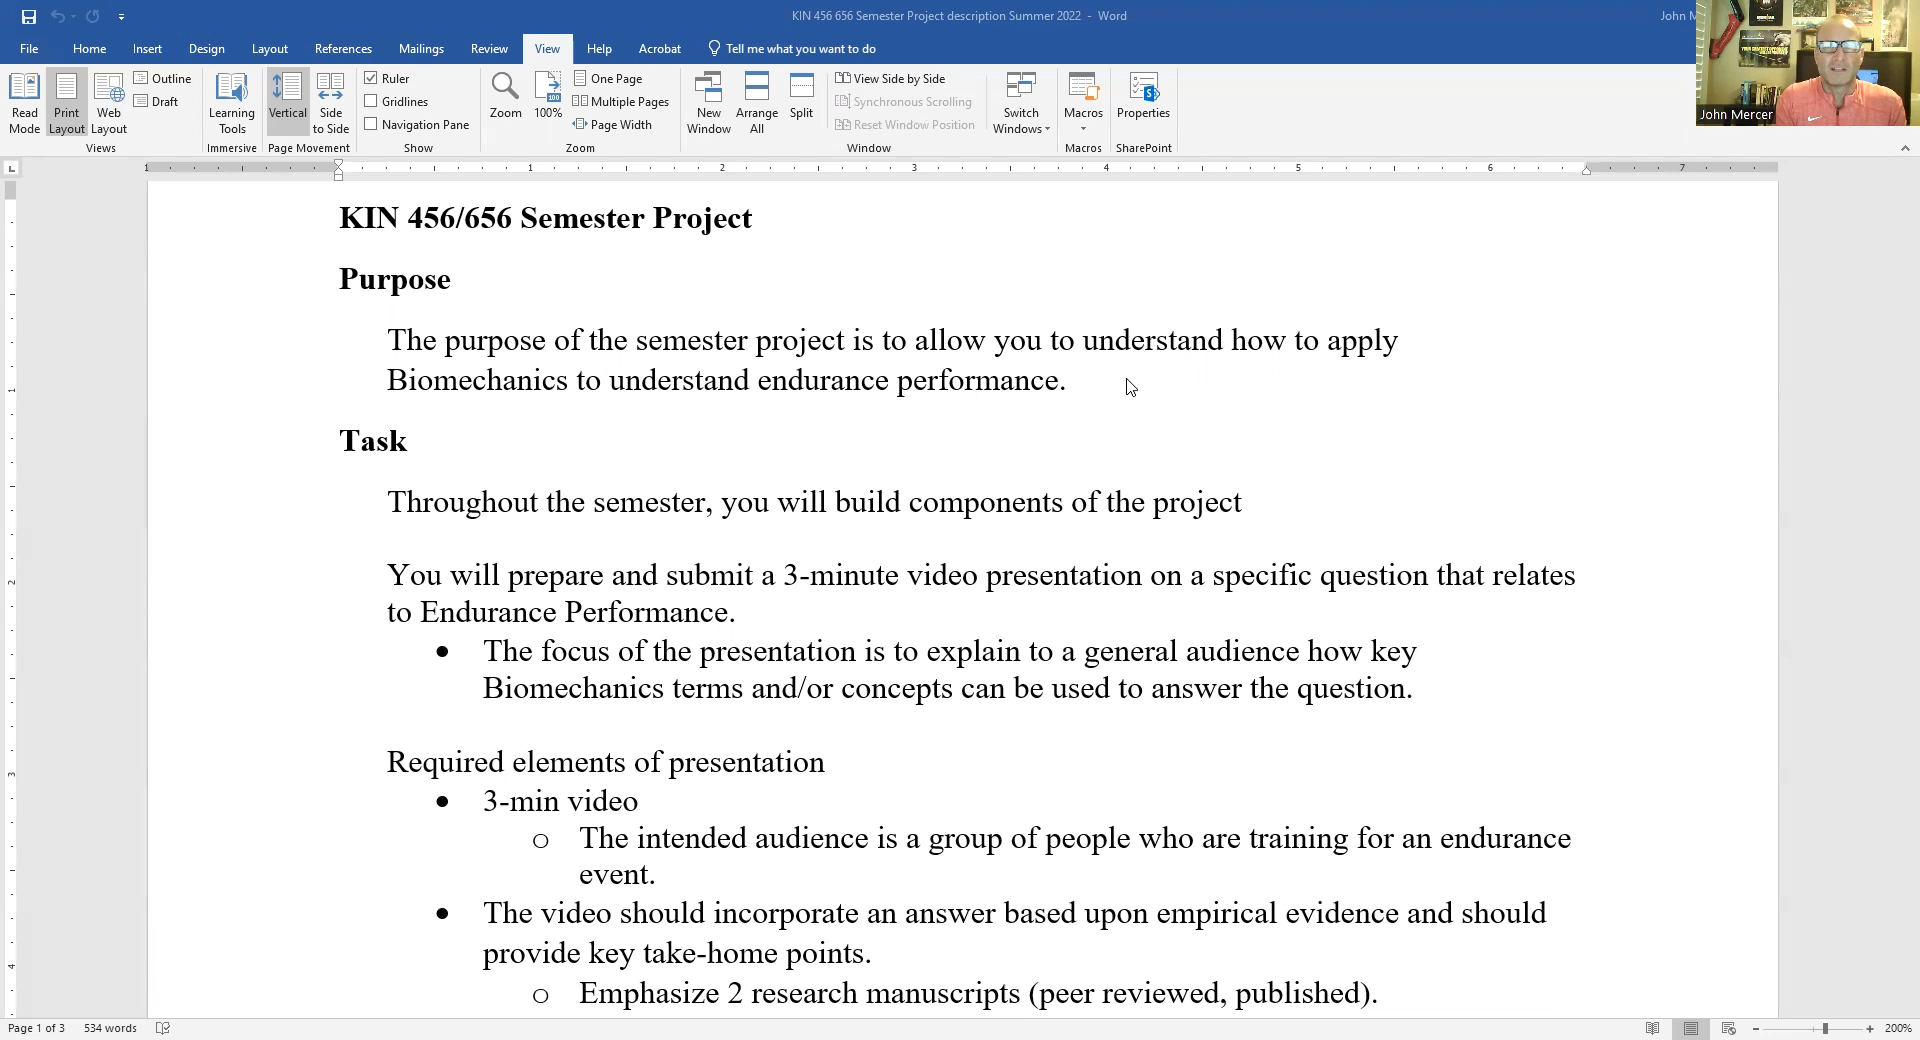 KIN 456 656 Semester Project description Summer 2022 - Word
John M
File Home Insert Design Layout References Mailings Review View Help Acrobat Tell me what you want to do
Read Mode
Print Layout
Web Layout
Outline
Draft
Views
Learning Tools
Immersive
Vertical
Side to Side
Page Movement
Ruler
Gridlines
Navigation Pane
Show
Zoom
100%
One Page
Multiple Pages
Page Width
Zoom
New Window
Arrange All
Split
View Side by Side
Synchronous Scrolling
Reset Window Position
Window
Switch Windows
Macros
Macros
Properties
SharePoint
John Mercer
1 1 2 3 4 5 6 7
KIN 456/656 Semester Project
Purpose
The purpose of the semester project is to allow you to understand how to apply
Biomechanics to understand endurance performance.
Task
Throughout the semester, you will build components of the project
You will prepare and submit a 3-minute video presentation on a specific question that relates
to Endurance Performance.
• The focus of the presentation is to explain to a general audience how key
Biomechanics terms and/or concepts can be used to answer the question.
Required elements of presentation
• 3-min video
o The intended audience is a group of people who are training for an endurance
event.
• The video should incorporate an answer based upon empirical evidence and should
provide key take-home points.
o Emphasize 2 research manuscripts (peer reviewed, published).
Page 1 of 3 534 words
200%